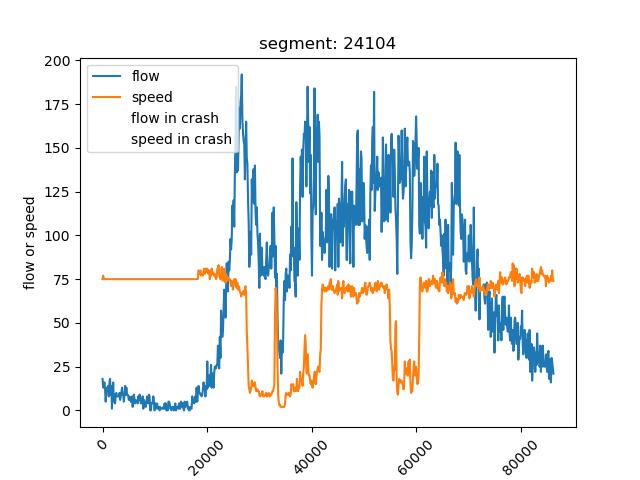 segment: 24104
flow
speed
flow in crash
speed in crash
flow or speed
200
175
150
125
100
75
50
25
0
0
20000
40000
60000
80000